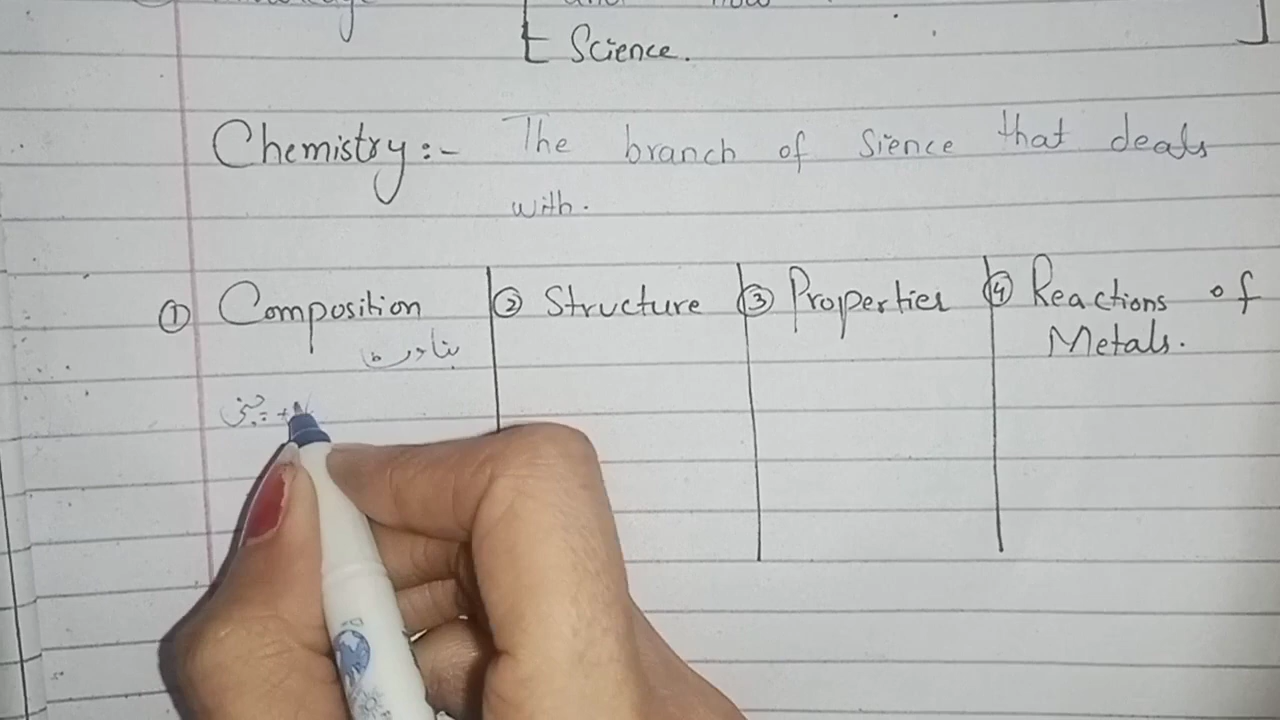 Science.
Chemistry:- The branch of Sience that deals
with.
① Composition ② Structure ③ Properties ④ Reactions of
Metals.
بناوٹ